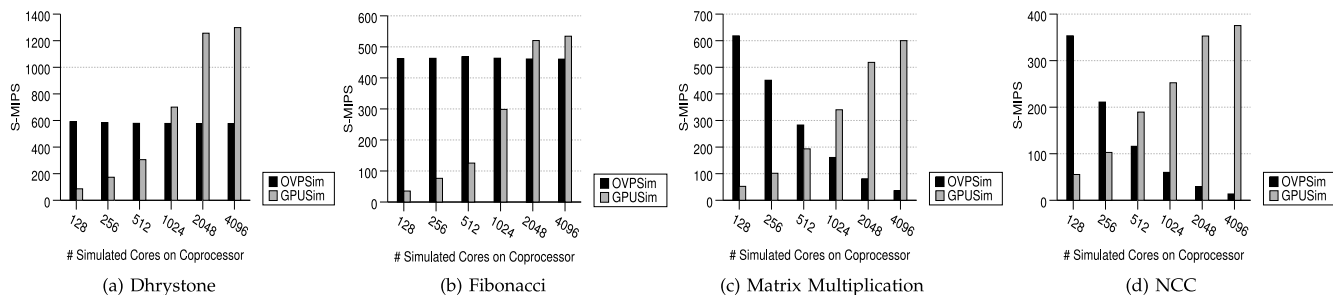 1400
1200
1000
800
600
400
200
0
S-MIPS
128
256
512
1024
2048
4096
# Simulated Cores on Coprocessor
OVPSim
GPUSim
(a) Dhrystone
600
500
400
300
200
100
0
S-MIPS
128
256
512
1024
2048
4096
# Simulated Cores on Coprocessor
OVPSim
GPUSim
(b) Fibonacci
700
600
500
400
300
200
100
0
S-MIPS
128
256
512
1024
2048
4096
# Simulated Cores on Coprocessor
OVPSim
GPUSim
(c) Matrix Multiplication
400
300
200
100
0
S-MIPS
128
256
512
1024
2048
4096
# Simulated Cores on Coprocessor
OVPSim
GPUSim
(d) NCC